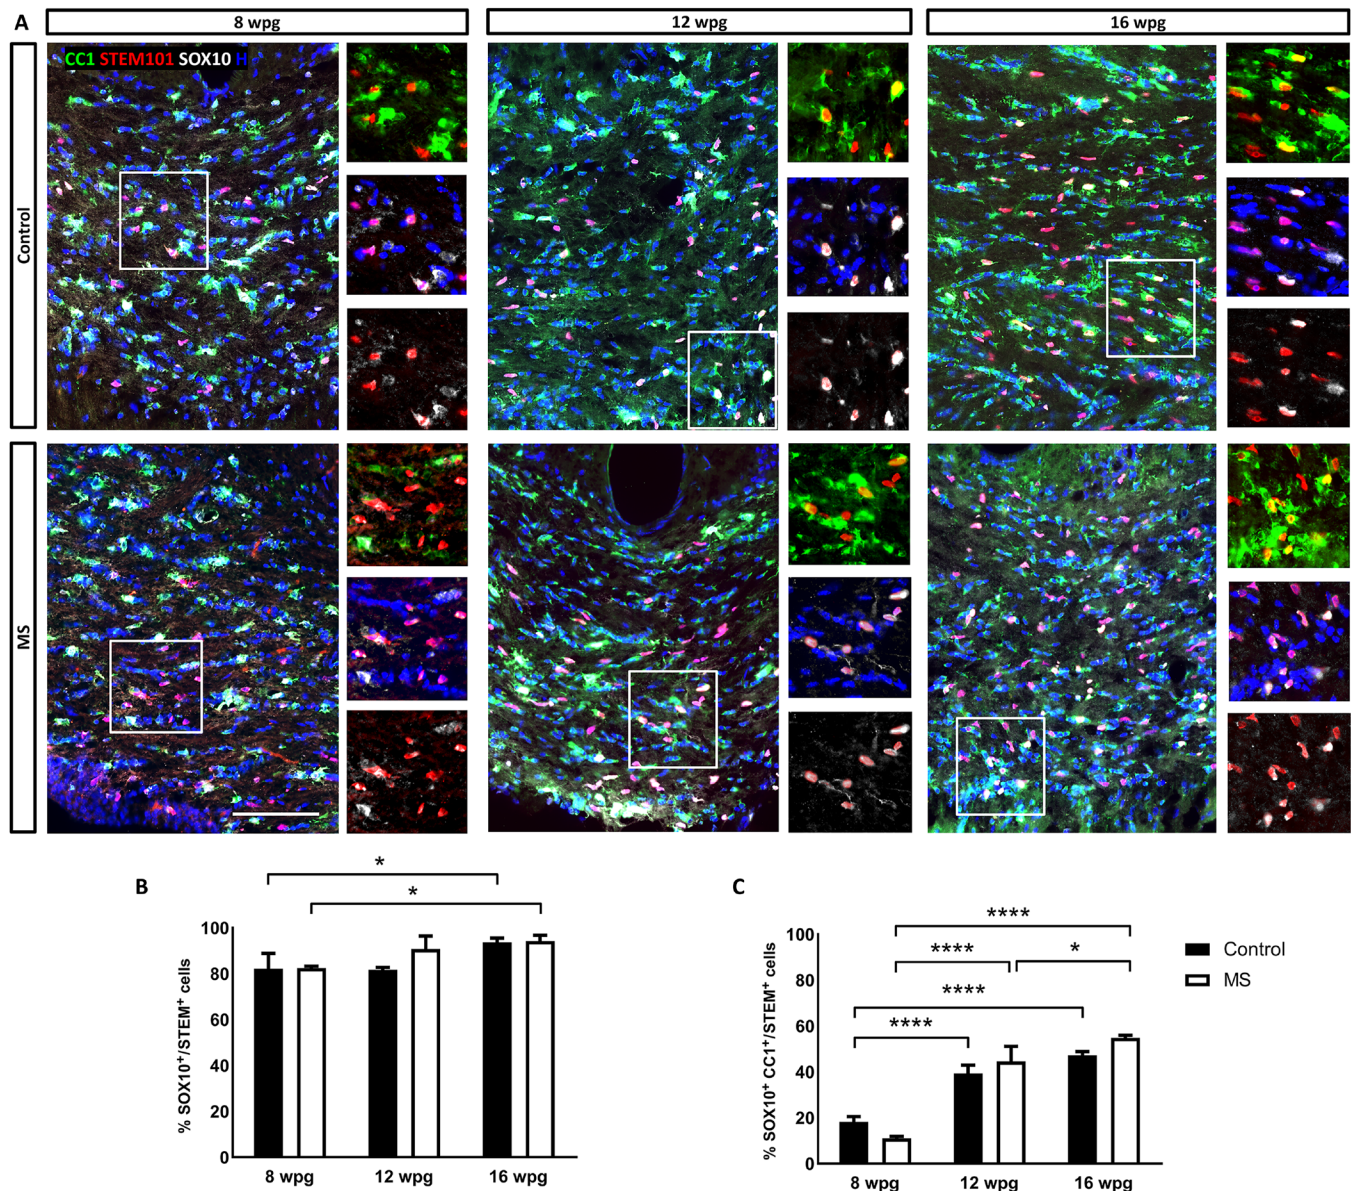 A
8 wpg
12 wpg
16 wpg
Control
CC1 STEM101 SOX10 H
MS
B
*
*
% SOX10+/STEM+ cells
100
80
60
40
20
0
8 wpg
12 wpg
16 wpg
C
****
****
*
****
****
% SOX10+ CC1+/STEM+ cells
100
80
60
40
20
0
8 wpg
12 wpg
16 wpg
Control
MS